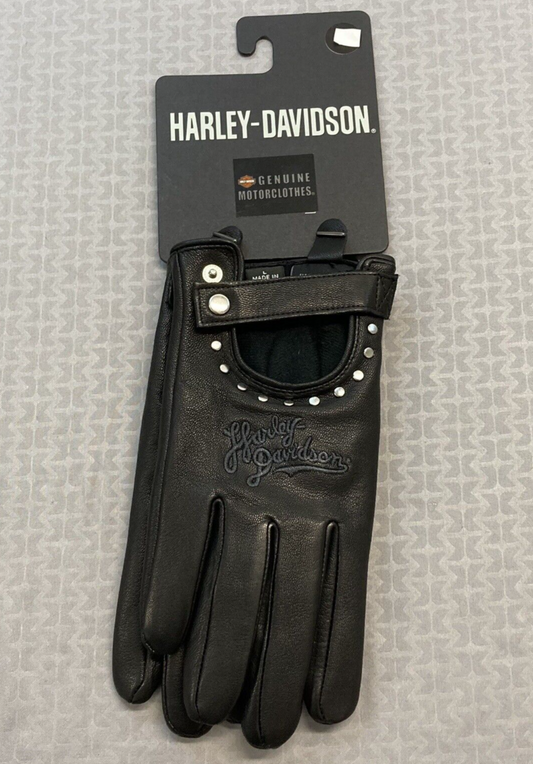 HARLEY-DAVIDSON®
GENUINE
MOTORCLOTHES®
L
MADE IN
Harley-
Davidson